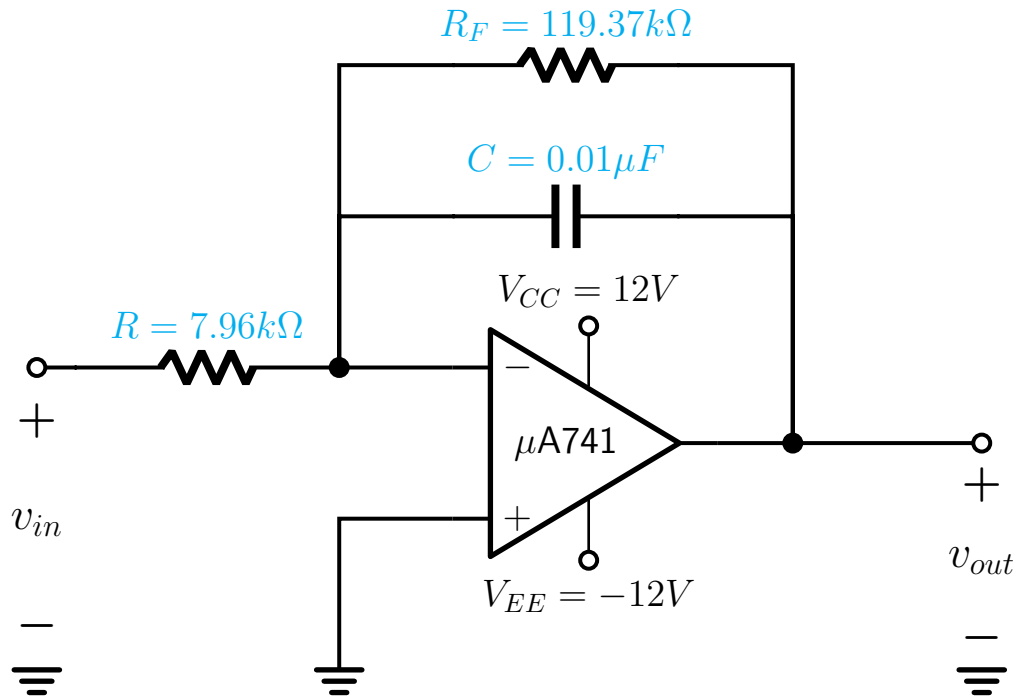 R_F = 119.37kΩ
C = 0.01μF
V_CC = 12V
R = 7.96kΩ
−
+
μA741
+
+
v_in
v_out
V_EE = −12V
−
−